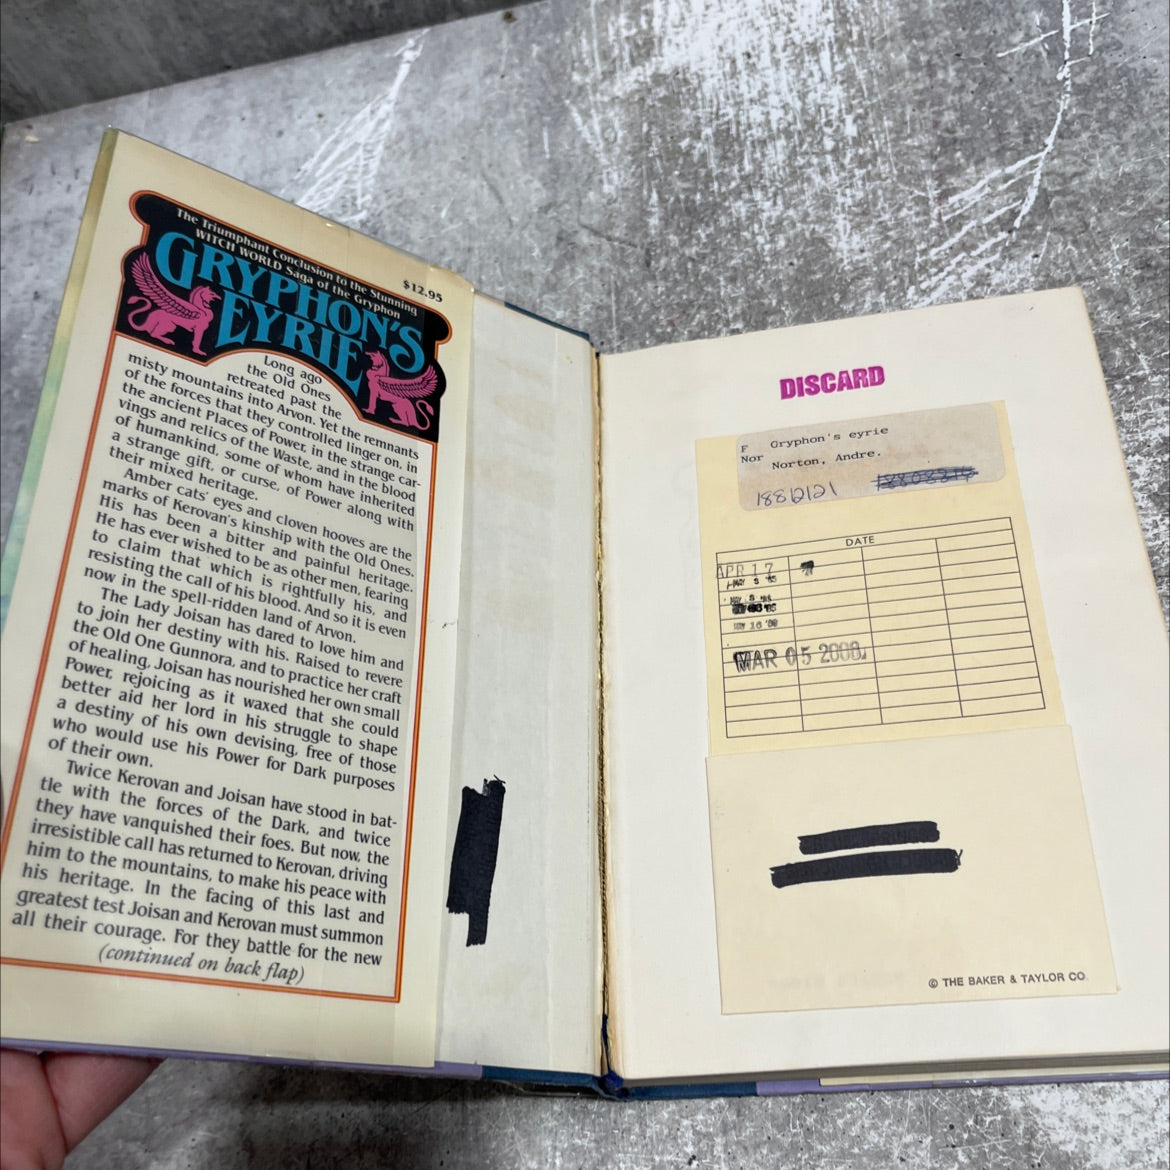 The Triumphant Conclusion to the Stunning
WITCH WORLD Saga of the Gryphon
$12.95
GRYPHON'S
EYRIE
Long ago
the Old Ones
retreated past the
misty mountains into Arvon. Yet the remnants
of the forces that they controlled linger on, in
the ancient Places of Power, in the strange car-
vings and relics of the Waste, and in the blood
of humankind, some of whom have inherited
a strange gift, or curse, of Power along with
their mixed heritage.
Amber cats' eyes and cloven hooves are the
marks of Kerovan's kinship with the Old Ones.
His has been a bitter and painful heritage.
He has ever wished to be as other men, fearing
to claim that which is rightfully his, and
resisting the call of his blood. And so it is even
now in the spell-ridden land of Arvon.
The Lady Joisan has dared to love him and
to join her destiny with his. Raised to revere
the Old One Gunnora, and to practice her craft
of healing, Joisan has nourished her own small
Power, rejoicing as it waxed that she could
better aid her lord in his struggle to shape
a destiny of his own devising, free of those
who would use his Power for Dark purposes
of their own.
Twice Kerovan and Joisan have stood in bat-
tle with the forces of the Dark, and twice
they have vanquished their foes. But now, the
irresistible call has returned to Kerovan, driving
him to the mountains, to make his peace with
his heritage. In the facing of this last and
greatest test Joisan and Kerovan must summon
all their courage. For they battle for the new
(continued on back flap)
DISCARD
F Gryphon's eyrie
Nor Norton, Andre.
18812121
DATE
APR 17
MAR 05 2008
© THE BAKER & TAYLOR CO.